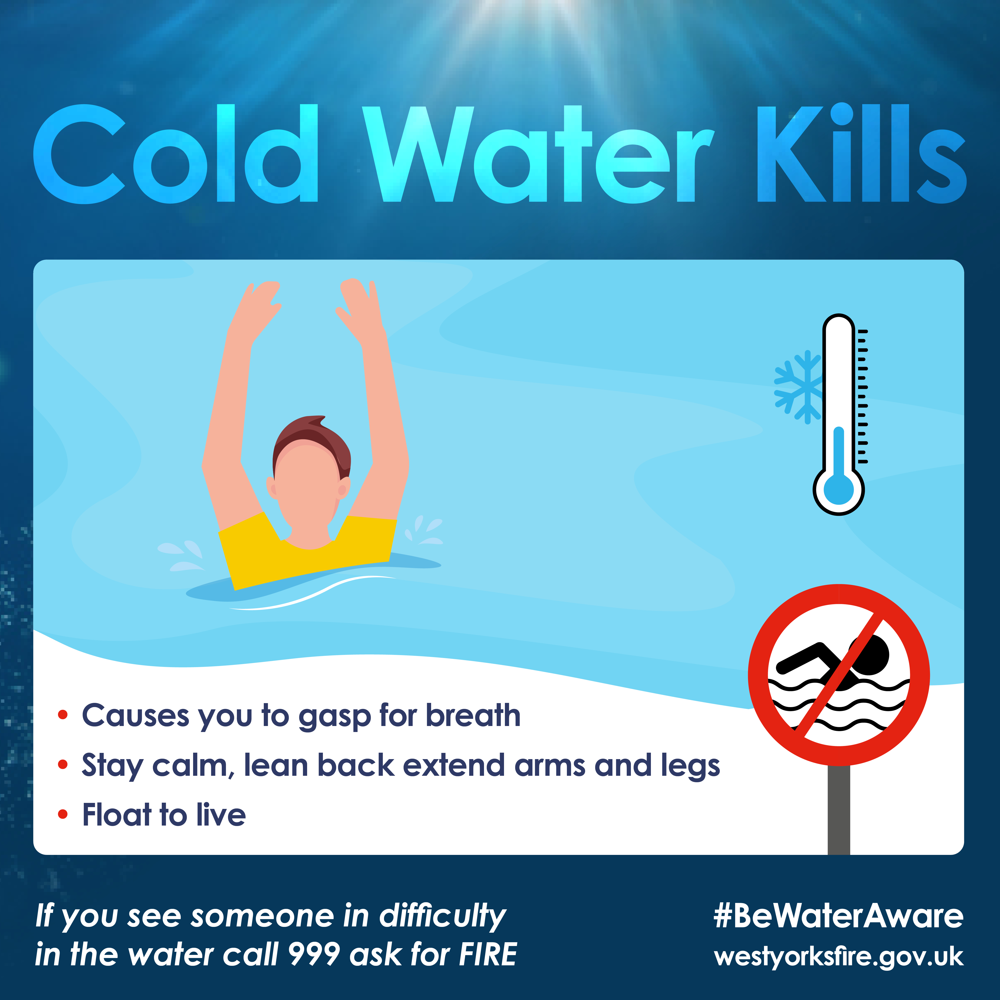 Cold Water Kills
• Causes you to gasp for breath
• Stay calm, lean back extend arms and legs
• Float to live
If you see someone in difficulty
in the water call 999 ask for FIRE
#BeWaterAware
westyorksfire.gov.uk